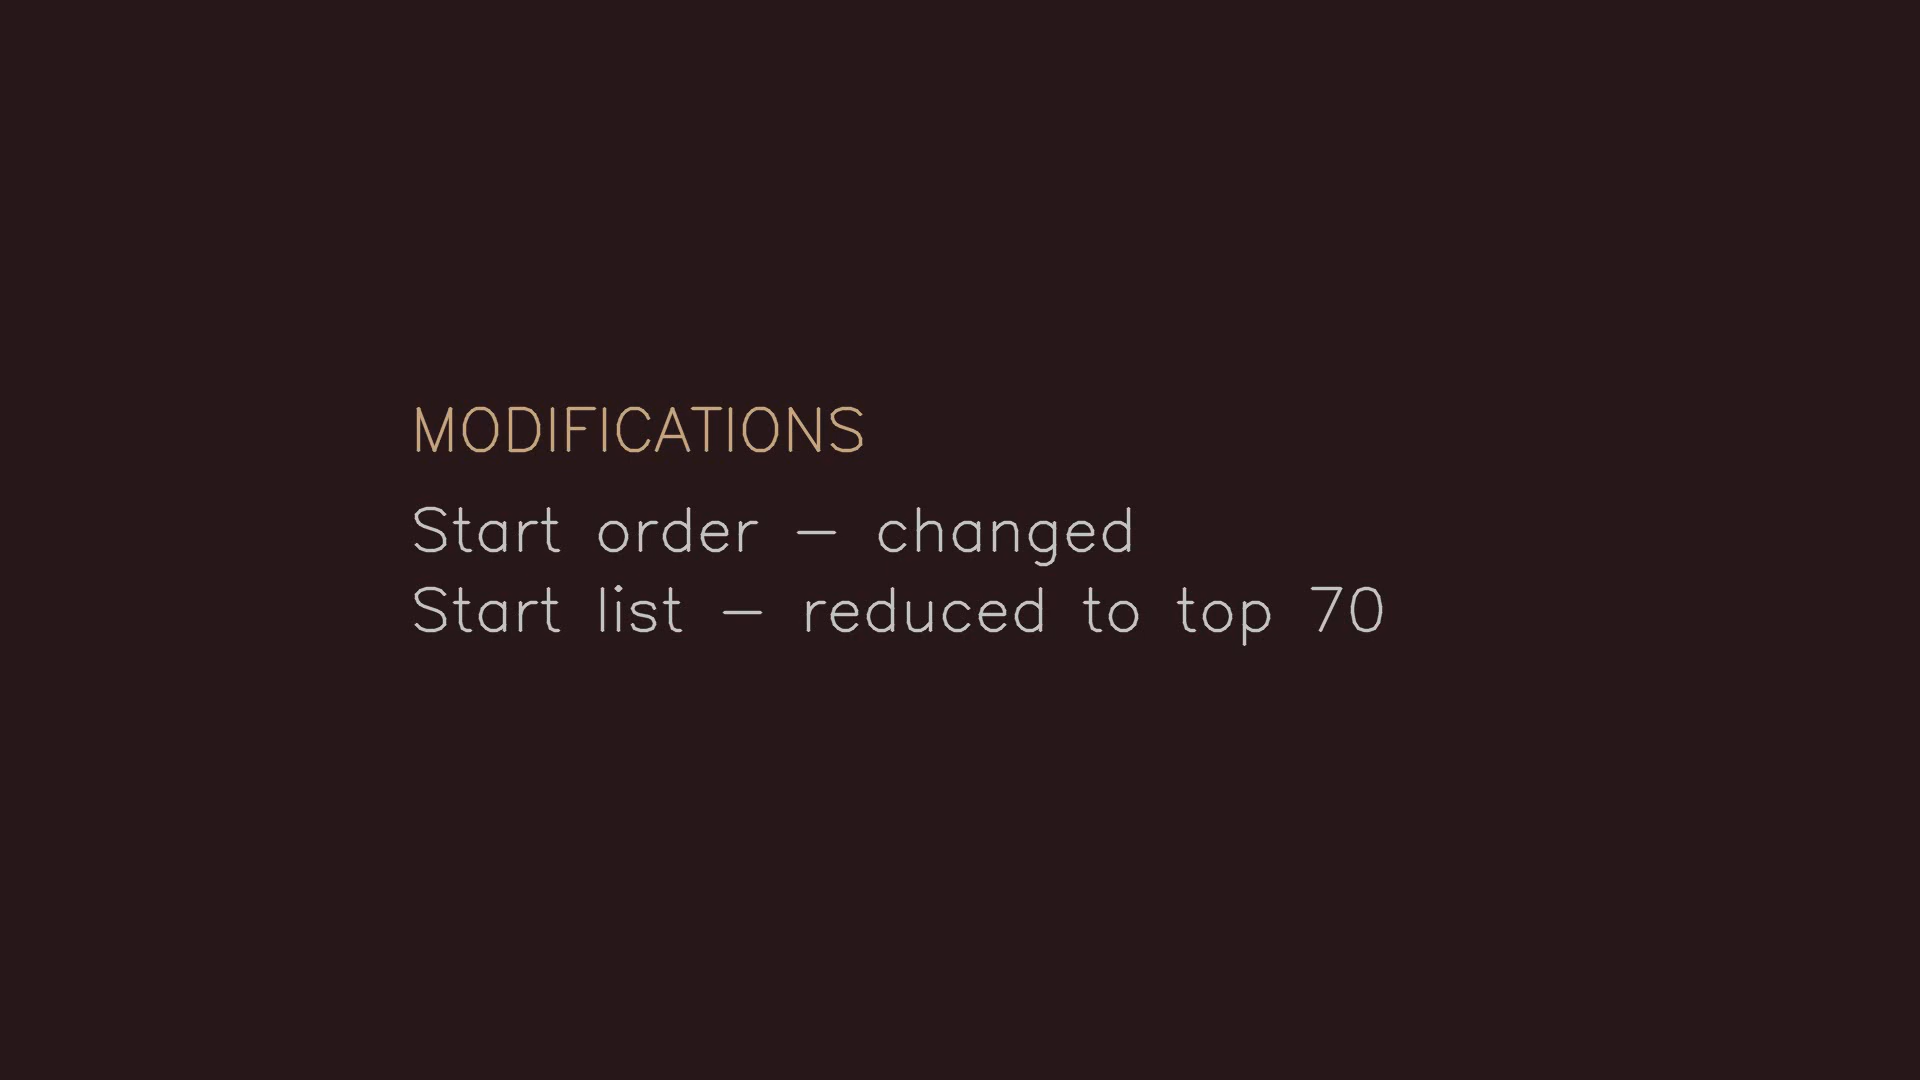 MODIFICATIONS
Start order – changed
Start list – reduced to top 70